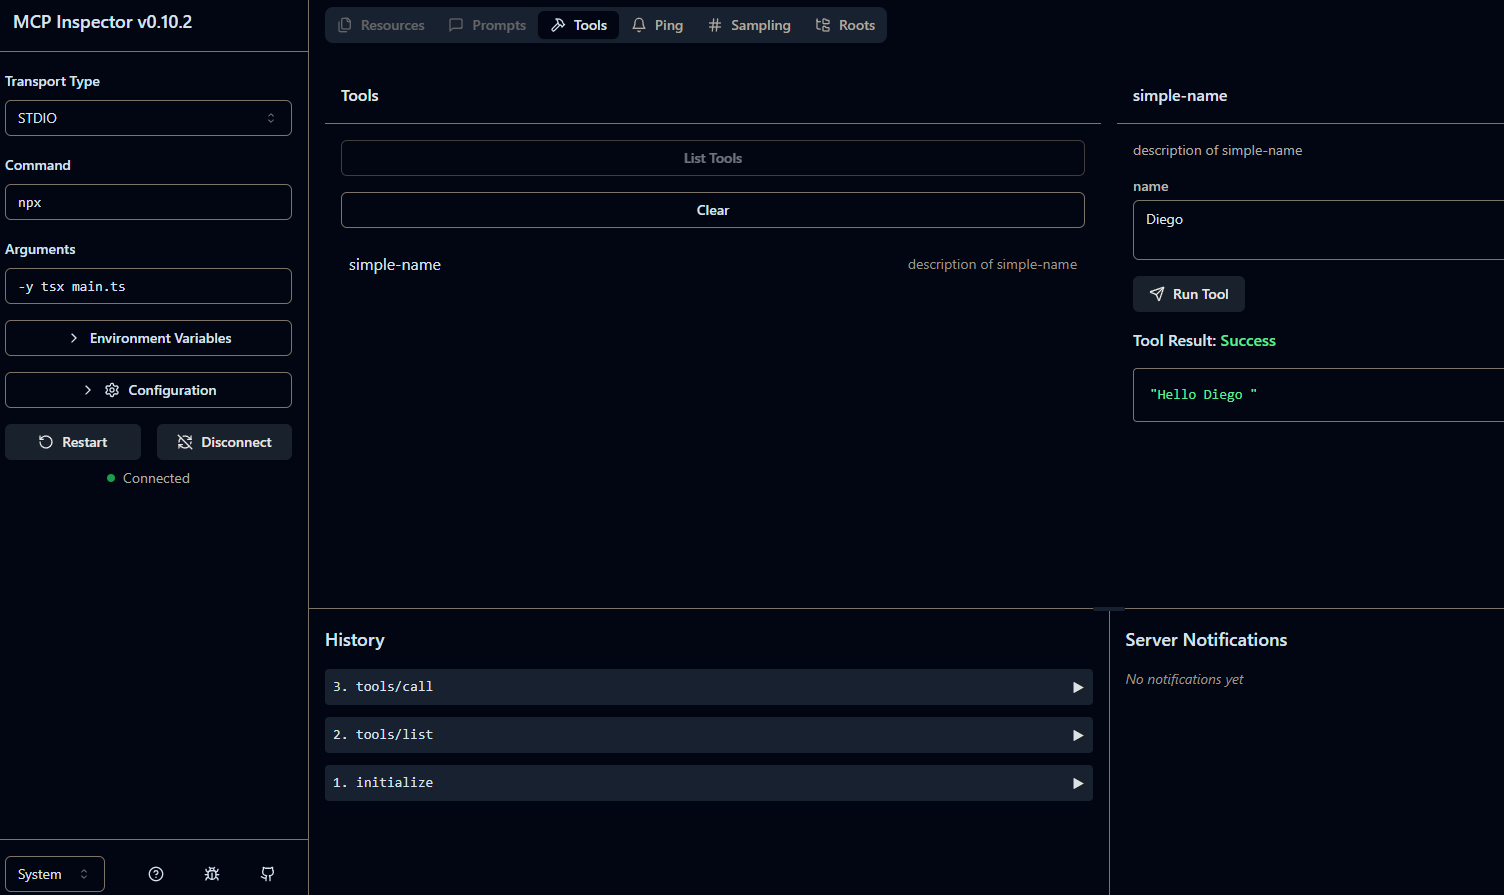 MCP Inspector v0.10.2
Transport Type
STDIO
Command
npx
Arguments
-y tsx main.ts
Environment Variables
Configuration
Restart
Disconnect
Connected
System
Resources
Prompts
Tools
Ping
Sampling
Roots
Tools
List Tools
Clear
simple-name
description of simple-name
simple-name
description of simple-name
name
Diego
Run Tool
Tool Result: Success
"Hello Diego "
History
3. tools/call
2. tools/list
1. initialize
Server Notifications
No notifications yet